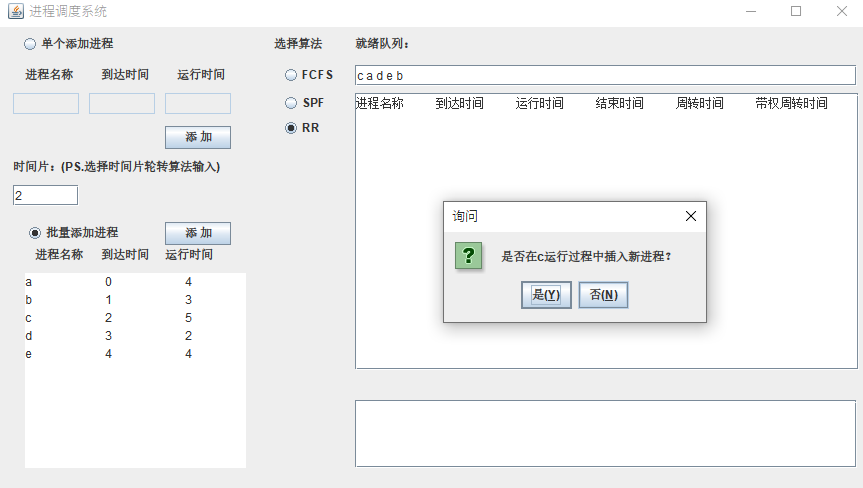 进程调度系统
单个添加进程
进程名称 到达时间 运行时间
添 加
时间片：(PS.选择时间片轮转算法输入)
2
批量添加进程 添 加
进程名称 到达时间 运行时间
a 0 4
b 1 3
c 2 5
d 3 2
e 4 4
选择算法
FCFS
SPF
RR
就绪队列：
c a d e b
进程名称 到达时间 运行时间 结束时间 周转时间 带权周转时间
询问
?
是否在c运行过程中插入新进程?
是(Y) 否(N)